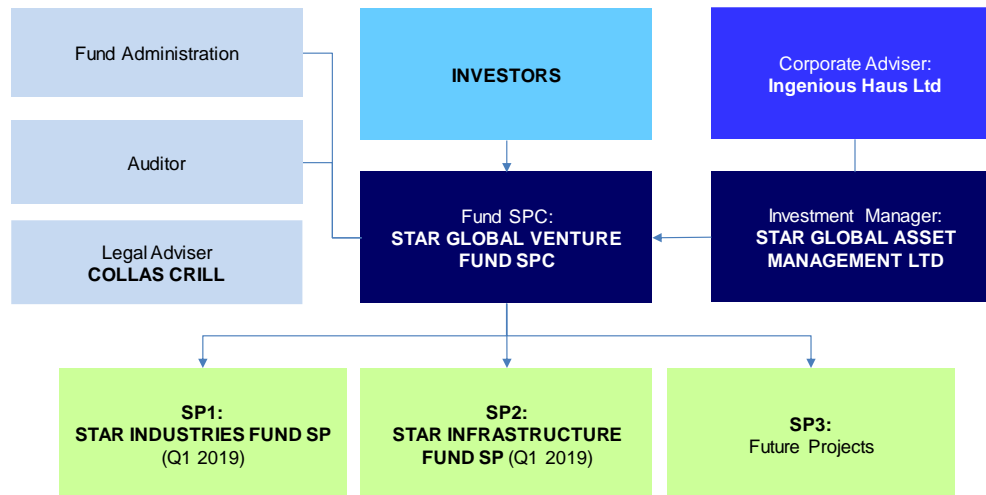 Fund Administration
INVESTORS
Corporate Adviser:
Ingenious Haus Ltd
Auditor
Legal Adviser
COLLAS CRILL
Fund SPC:
STAR GLOBAL VENTURE
FUND SPC
Investment Manager:
STAR GLOBAL ASSET
MANAGEMENT LTD
SP1:
STAR INDUSTRIES FUND SP
(Q1 2019)
SP2:
STAR INFRASTRUCTURE
FUND SP (Q1 2019)
SP3:
Future Projects